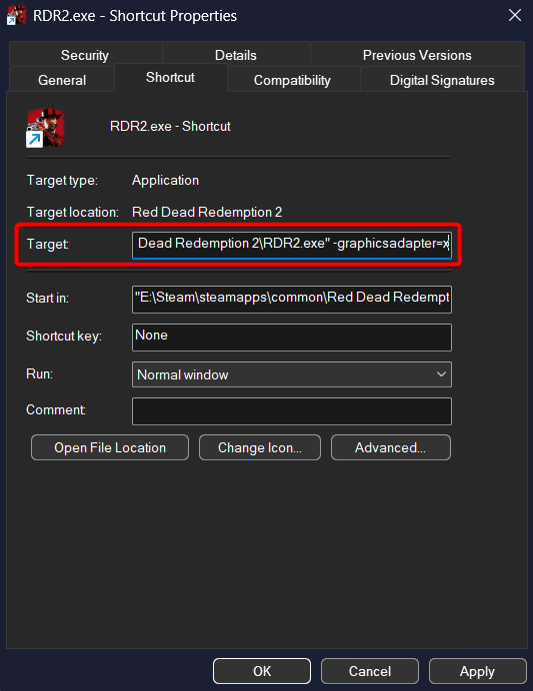 RDR2.exe - Shortcut Properties
Security Details Previous Versions
General Shortcut Compatibility Digital Signatures
RDR2.exe - Shortcut
Target type: Application
Target location: Red Dead Redemption 2
Target: Dead Redemption 2\RDR2.exe" -graphicsadapter=x
Start in: "E:\Steam\steamapps\common\Red Dead Redempt
Shortcut key: None
Run: Normal window
Comment:
Open File Location Change Icon... Advanced...
OK Cancel Apply